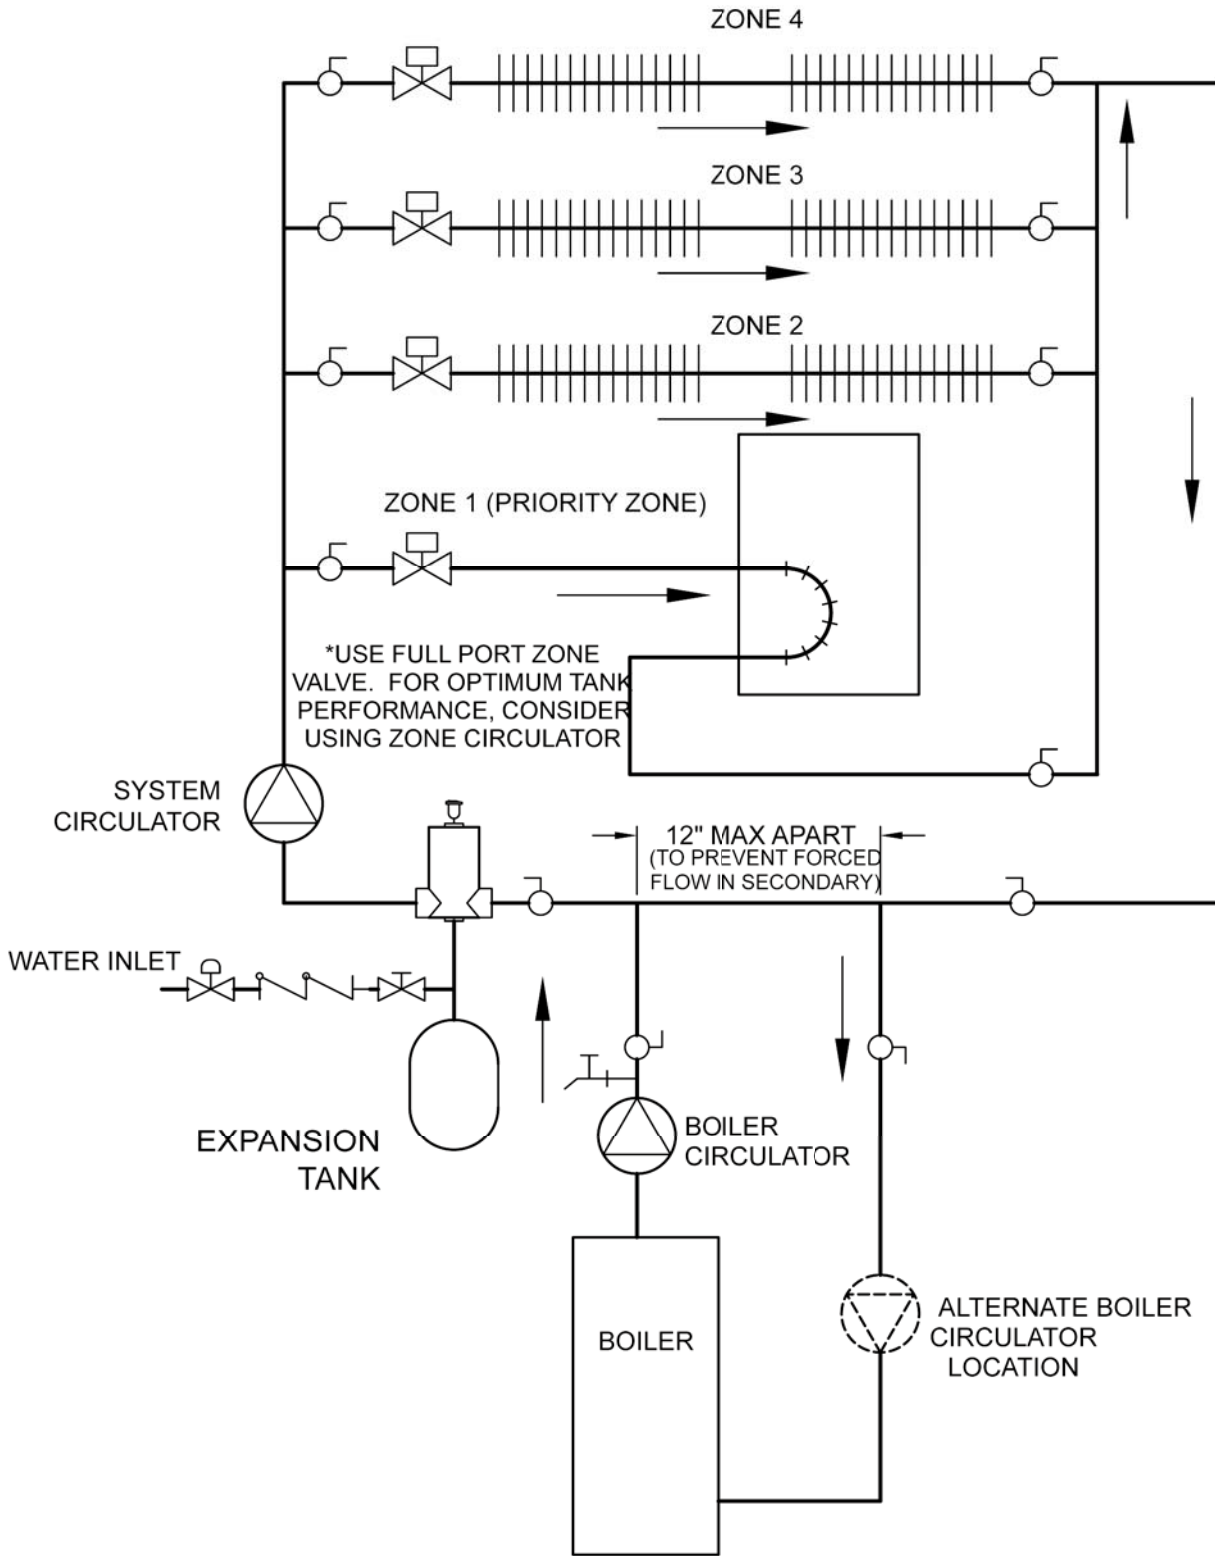 ZONE 4
ZONE 3
ZONE 2
ZONE 1 (PRIORITY ZONE)
*USE FULL PORT ZONE
VALVE. FOR OPTIMUM TANK
PERFORMANCE, CONSIDER
USING ZONE CIRCULATOR
SYSTEM
CIRCULATOR
12" MAX APART
(TO PREVENT FORCED
FLOW IN SECONDARY)
WATER INLET
EXPANSION
TANK
BOILER
CIRCULATOR
BOILER
ALTERNATE BOILER
CIRCULATOR
LOCATION